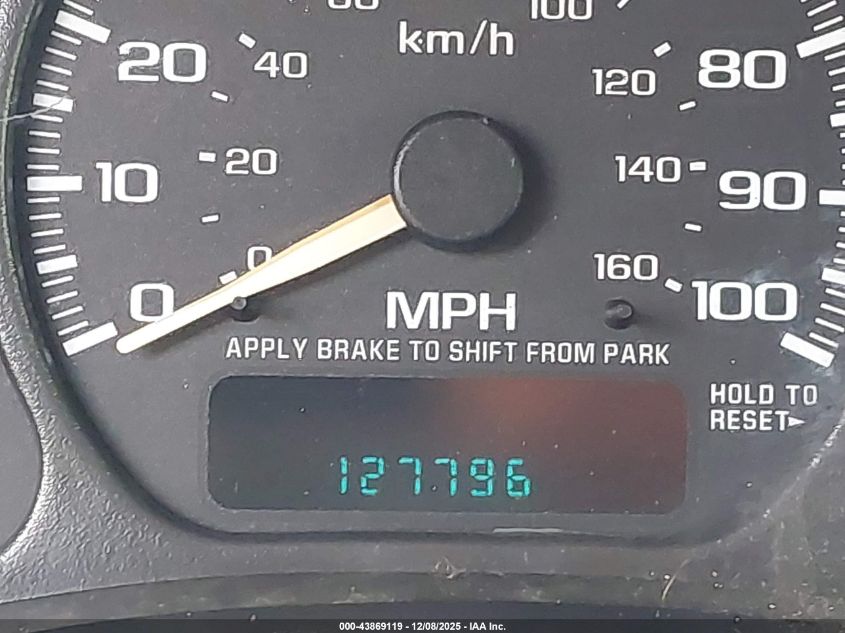 60 100
km/h
20 40 120 80
10 20 140 90
0 0 160 100
MPH
APPLY BRAKE TO SHIFT FROM PARK
HOLD TO
RESET►
127796
000-43869119 - 12/08/2025 - IAA Inc.